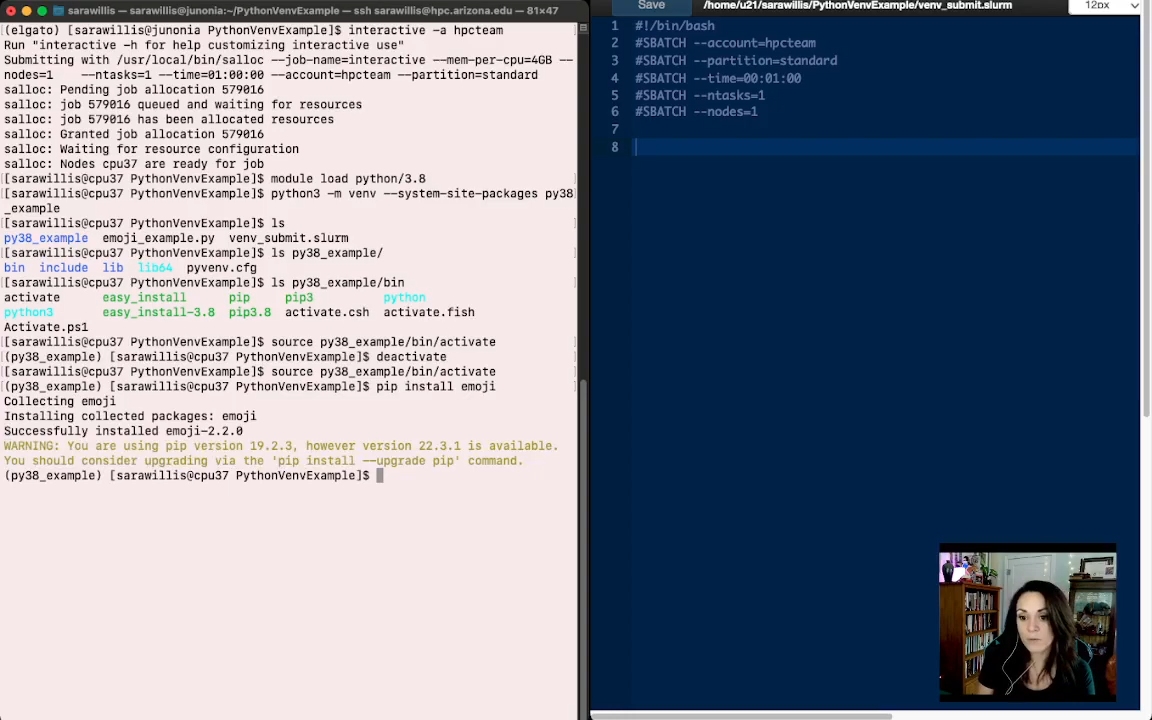 sarawillis — sarawillis@junonia:~/PythonVenvExample — ssh sarawillis@hpc.arizona.edu — 81×47
(elgato) [sarawillis@junonia PythonVenvExample]$ interactive -a hpcteam
Run "interactive -h for help customizing interactive use"
Submitting with /usr/local/bin/salloc --job-name=interactive --mem-per-cpu=4GB --
nodes=1    --ntasks=1 --time=01:00:00 --account=hpcteam --partition=standard
salloc: Pending job allocation 579016
salloc: job 579016 queued and waiting for resources
salloc: job 579016 has been allocated resources
salloc: Granted job allocation 579016
salloc: Waiting for resource configuration
salloc: Nodes cpu37 are ready for job
[sarawillis@cpu37 PythonVenvExample]$ module load python/3.8
[sarawillis@cpu37 PythonVenvExample]$ python3 -m venv --system-site-packages py38
_example
[sarawillis@cpu37 PythonVenvExample]$ ls
py38_example  emoji_example.py  venv_submit.slurm
[sarawillis@cpu37 PythonVenvExample]$ ls py38_example/
bin  include  lib  lib64  pyvenv.cfg
[sarawillis@cpu37 PythonVenvExample]$ ls py38_example/bin
activate      easy_install      pip     pip3          python
python3       easy_install-3.8  pip3.8  activate.csh  activate.fish
Activate.ps1
[sarawillis@cpu37 PythonVenvExample]$ source py38_example/bin/activate
(py38_example) [sarawillis@cpu37 PythonVenvExample]$ deactivate
[sarawillis@cpu37 PythonVenvExample]$ source py38_example/bin/activate
(py38_example) [sarawillis@cpu37 PythonVenvExample]$ pip install emoji
Collecting emoji
Installing collected packages: emoji
Successfully installed emoji-2.2.0
WARNING: You are using pip version 19.2.3, however version 22.3.1 is available.
You should consider upgrading via the 'pip install --upgrade pip' command.
(py38_example) [sarawillis@cpu37 PythonVenvExample]$
Save /home/u21/sarawillis/PythonVenvExample/venv_submit.slurm 12px
1 #!/bin/bash
2 #SBATCH --account=hpcteam
3 #SBATCH --partition=standard
4 #SBATCH --time=00:01:00
5 #SBATCH --ntasks=1
6 #SBATCH --nodes=1
7
8